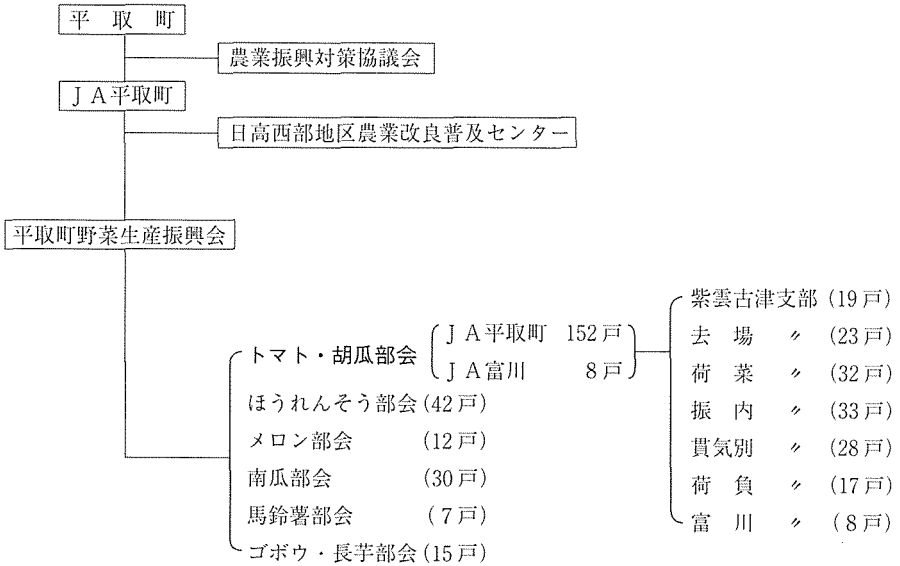 平取町
農業振興対策協議会
ＪＡ平取町
日高西部地区農業改良普及センター
平取町野菜生産振興会
トマト・胡瓜部会
ＪＡ平取町 152戸
ＪＡ富川 8戸
ほうれんそう部会(42戸)
メロン部会 (12戸)
南瓜部会 (30戸)
馬鈴薯部会 (7戸)
ゴボウ・長芋部会(15戸)
紫雲古津支部(19戸)
去場 〃 (23戸)
荷菜 〃 (32戸)
振内 〃 (33戸)
貫気別 〃 (28戸)
荷負 〃 (17戸)
富川 〃 (8戸)